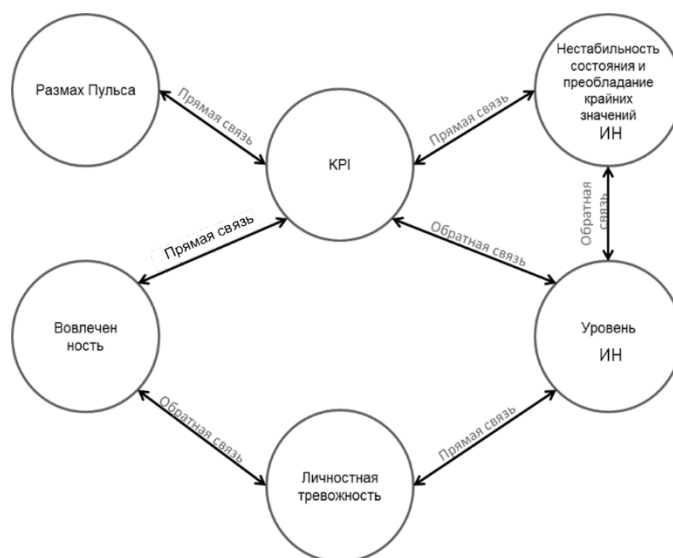 Размах Пульса
Прямая связь
KPI
Прямая связь
Нестабильность
состояния и
преобладание
крайних
значений
ИН
Прямая связь
Обратная связь
Обратная
связь
Вовлечен
ность
Уровень
ИН
Обратная связь
Прямая связь
Личностная
тревожность